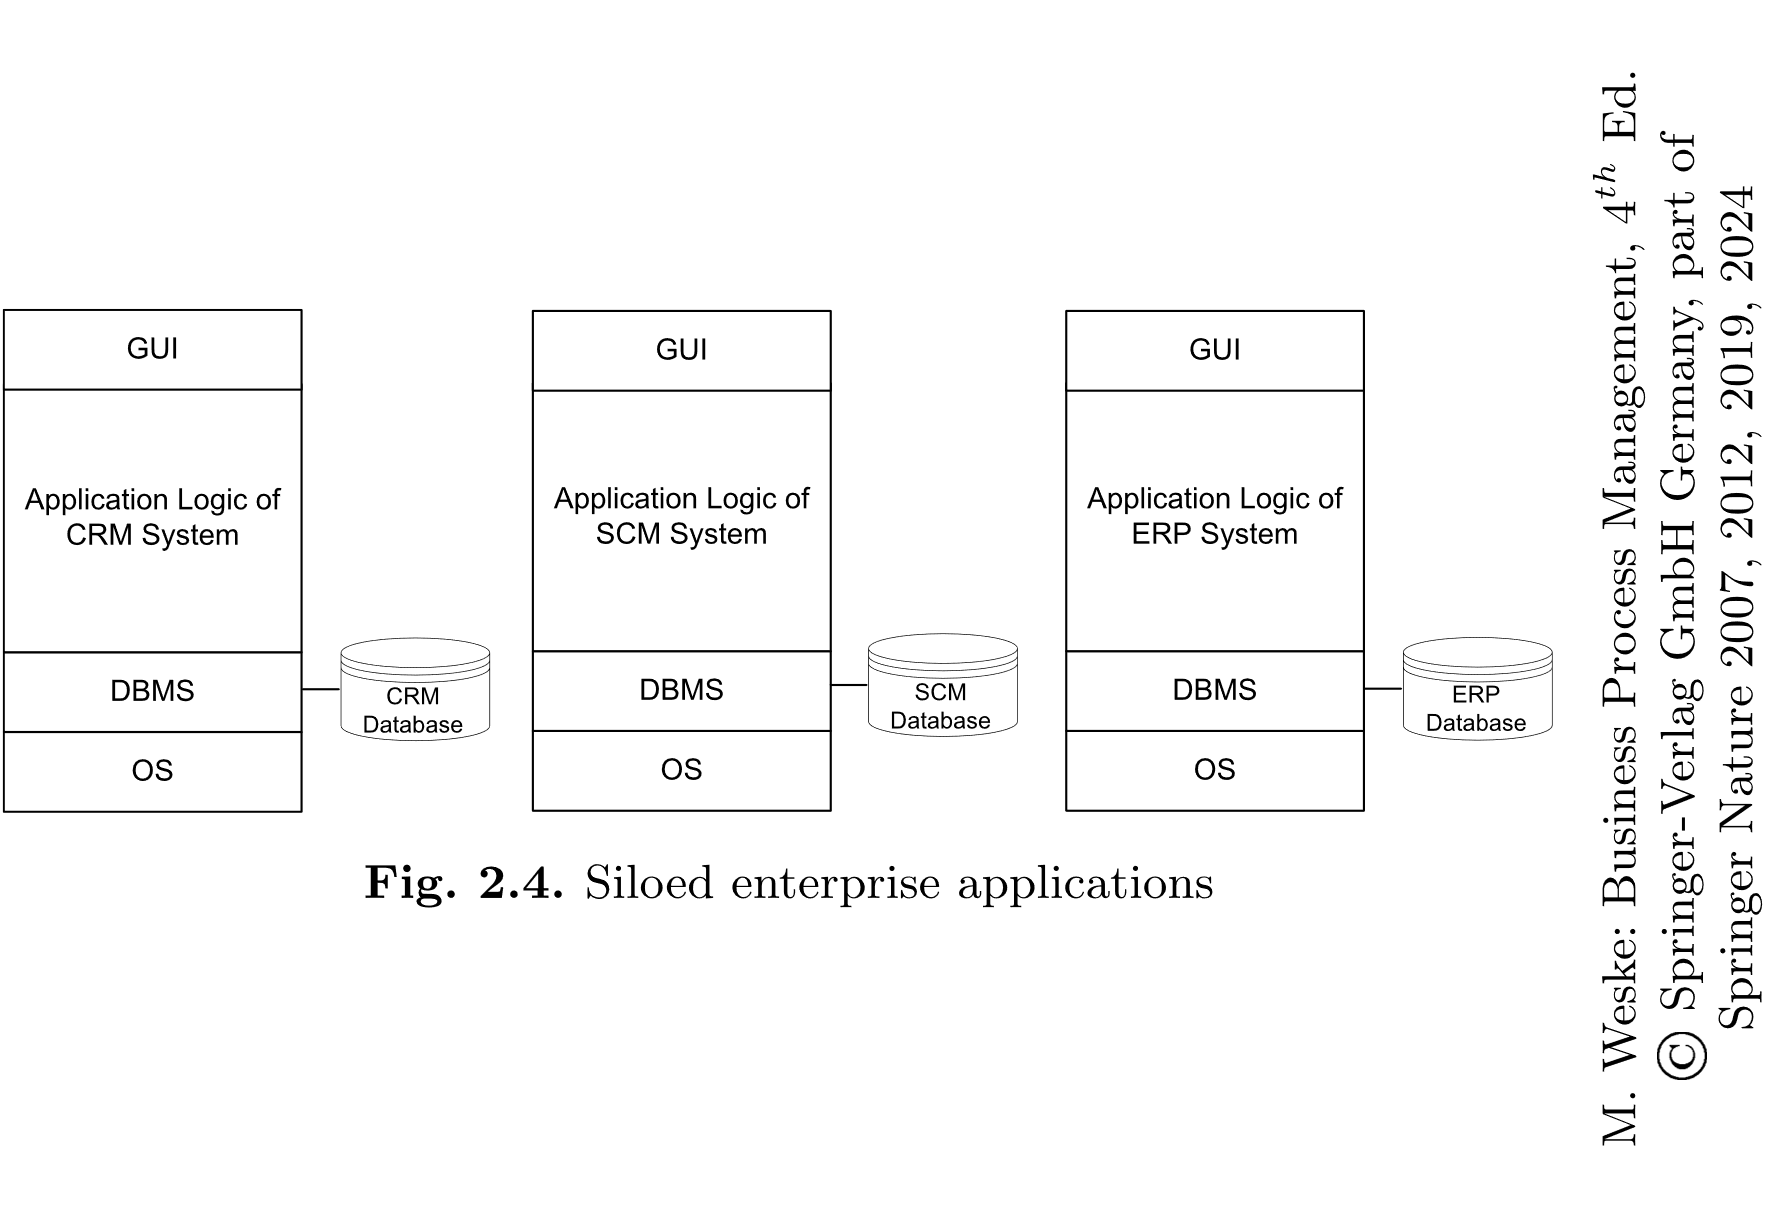 GUI
Application Logic of
CRM System
DBMS
OS
CRM
Database
GUI
Application Logic of
SCM System
DBMS
OS
SCM
Database
GUI
Application Logic of
ERP System
DBMS
OS
ERP
Database
Fig. 2.4. Siloed enterprise applications
M. Weske: Business Process Management, 4th Ed.
© Springer-Verlag GmbH Germany, part of
Springer Nature 2007, 2012, 2019, 2024